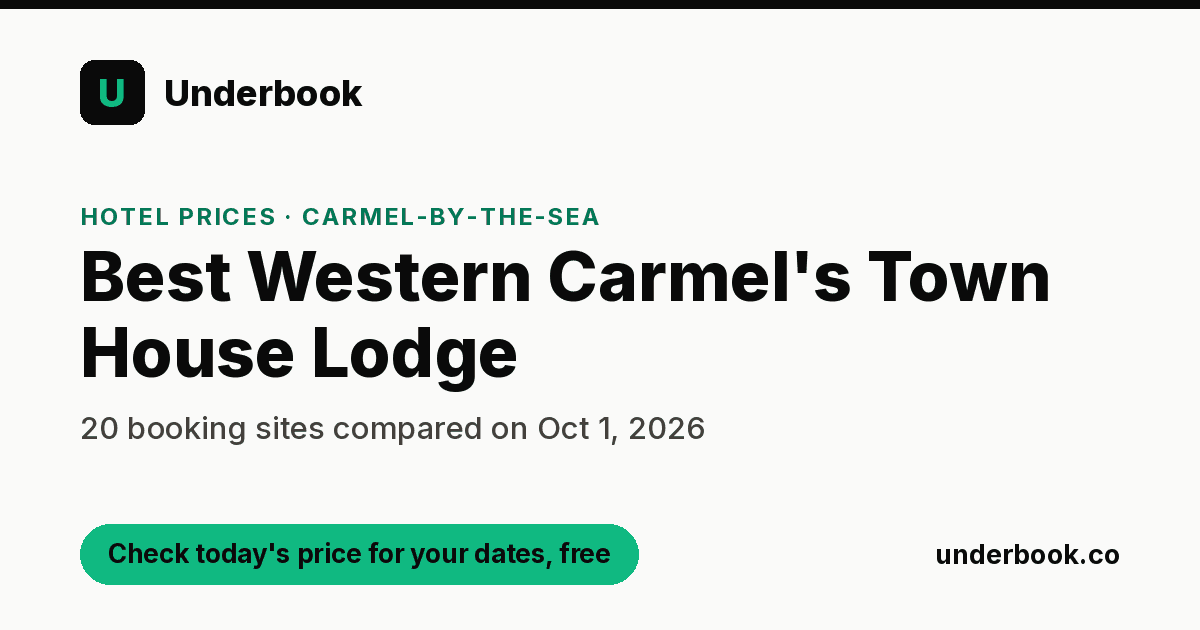 U Underbook
HOTEL PRICES · CARMEL-BY-THE-SEA
Best Western Carmel's Town
House Lodge
20 booking sites compared on Oct 1, 2026
Check today's price for your dates, free
underbook.co